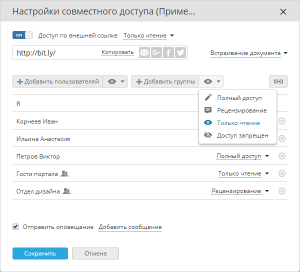 Настройки совместного доступа (Приме...
Доступ по внешней ссылке Только чтение
http://bit.ly/ Копировать Встраивание документа
+ Добавить пользователей + Добавить группы
Я
Полный доступ
Рецензирование
Только чтение
Доступ запрещен
Корнеев Иван
Ильина Анастасия
Петров Виктор Полный доступ
Гости портала Только чтение
Отдел дизайна Рецензирование
Отправить оповещение Добавить сообщение
Сохранить Отмена